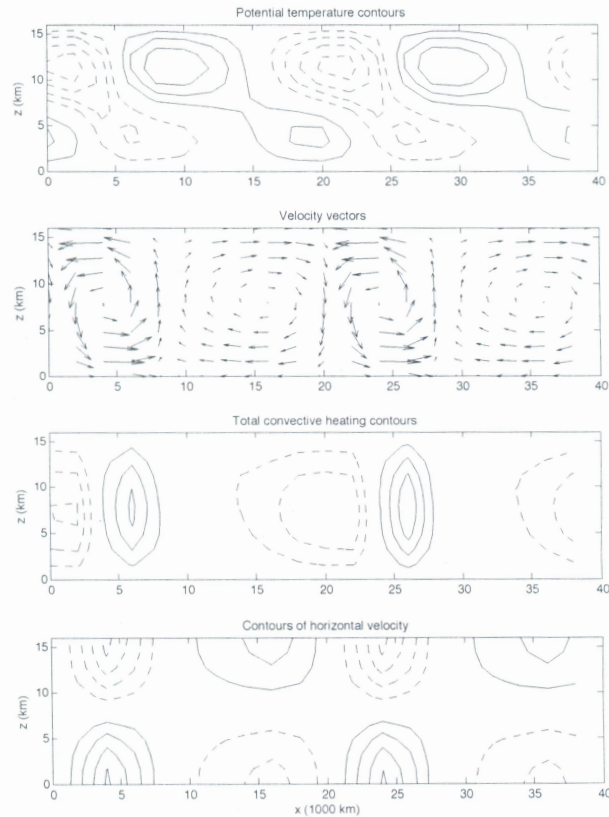 Potential temperature contours
15
10
5
0
z (km)
0 5 10 15 20 25 30 35 40
Velocity vectors
15
10
5
0
z (km)
0 5 10 15 20 25 30 35 40
Total convective heating contours
15
10
5
0
z (km)
0 5 10 15 20 25 30 35 40
Contours of horizontal velocity
15
10
5
0
z (km)
0 5 10 15 20 25 30 35 40
x (1000 km)